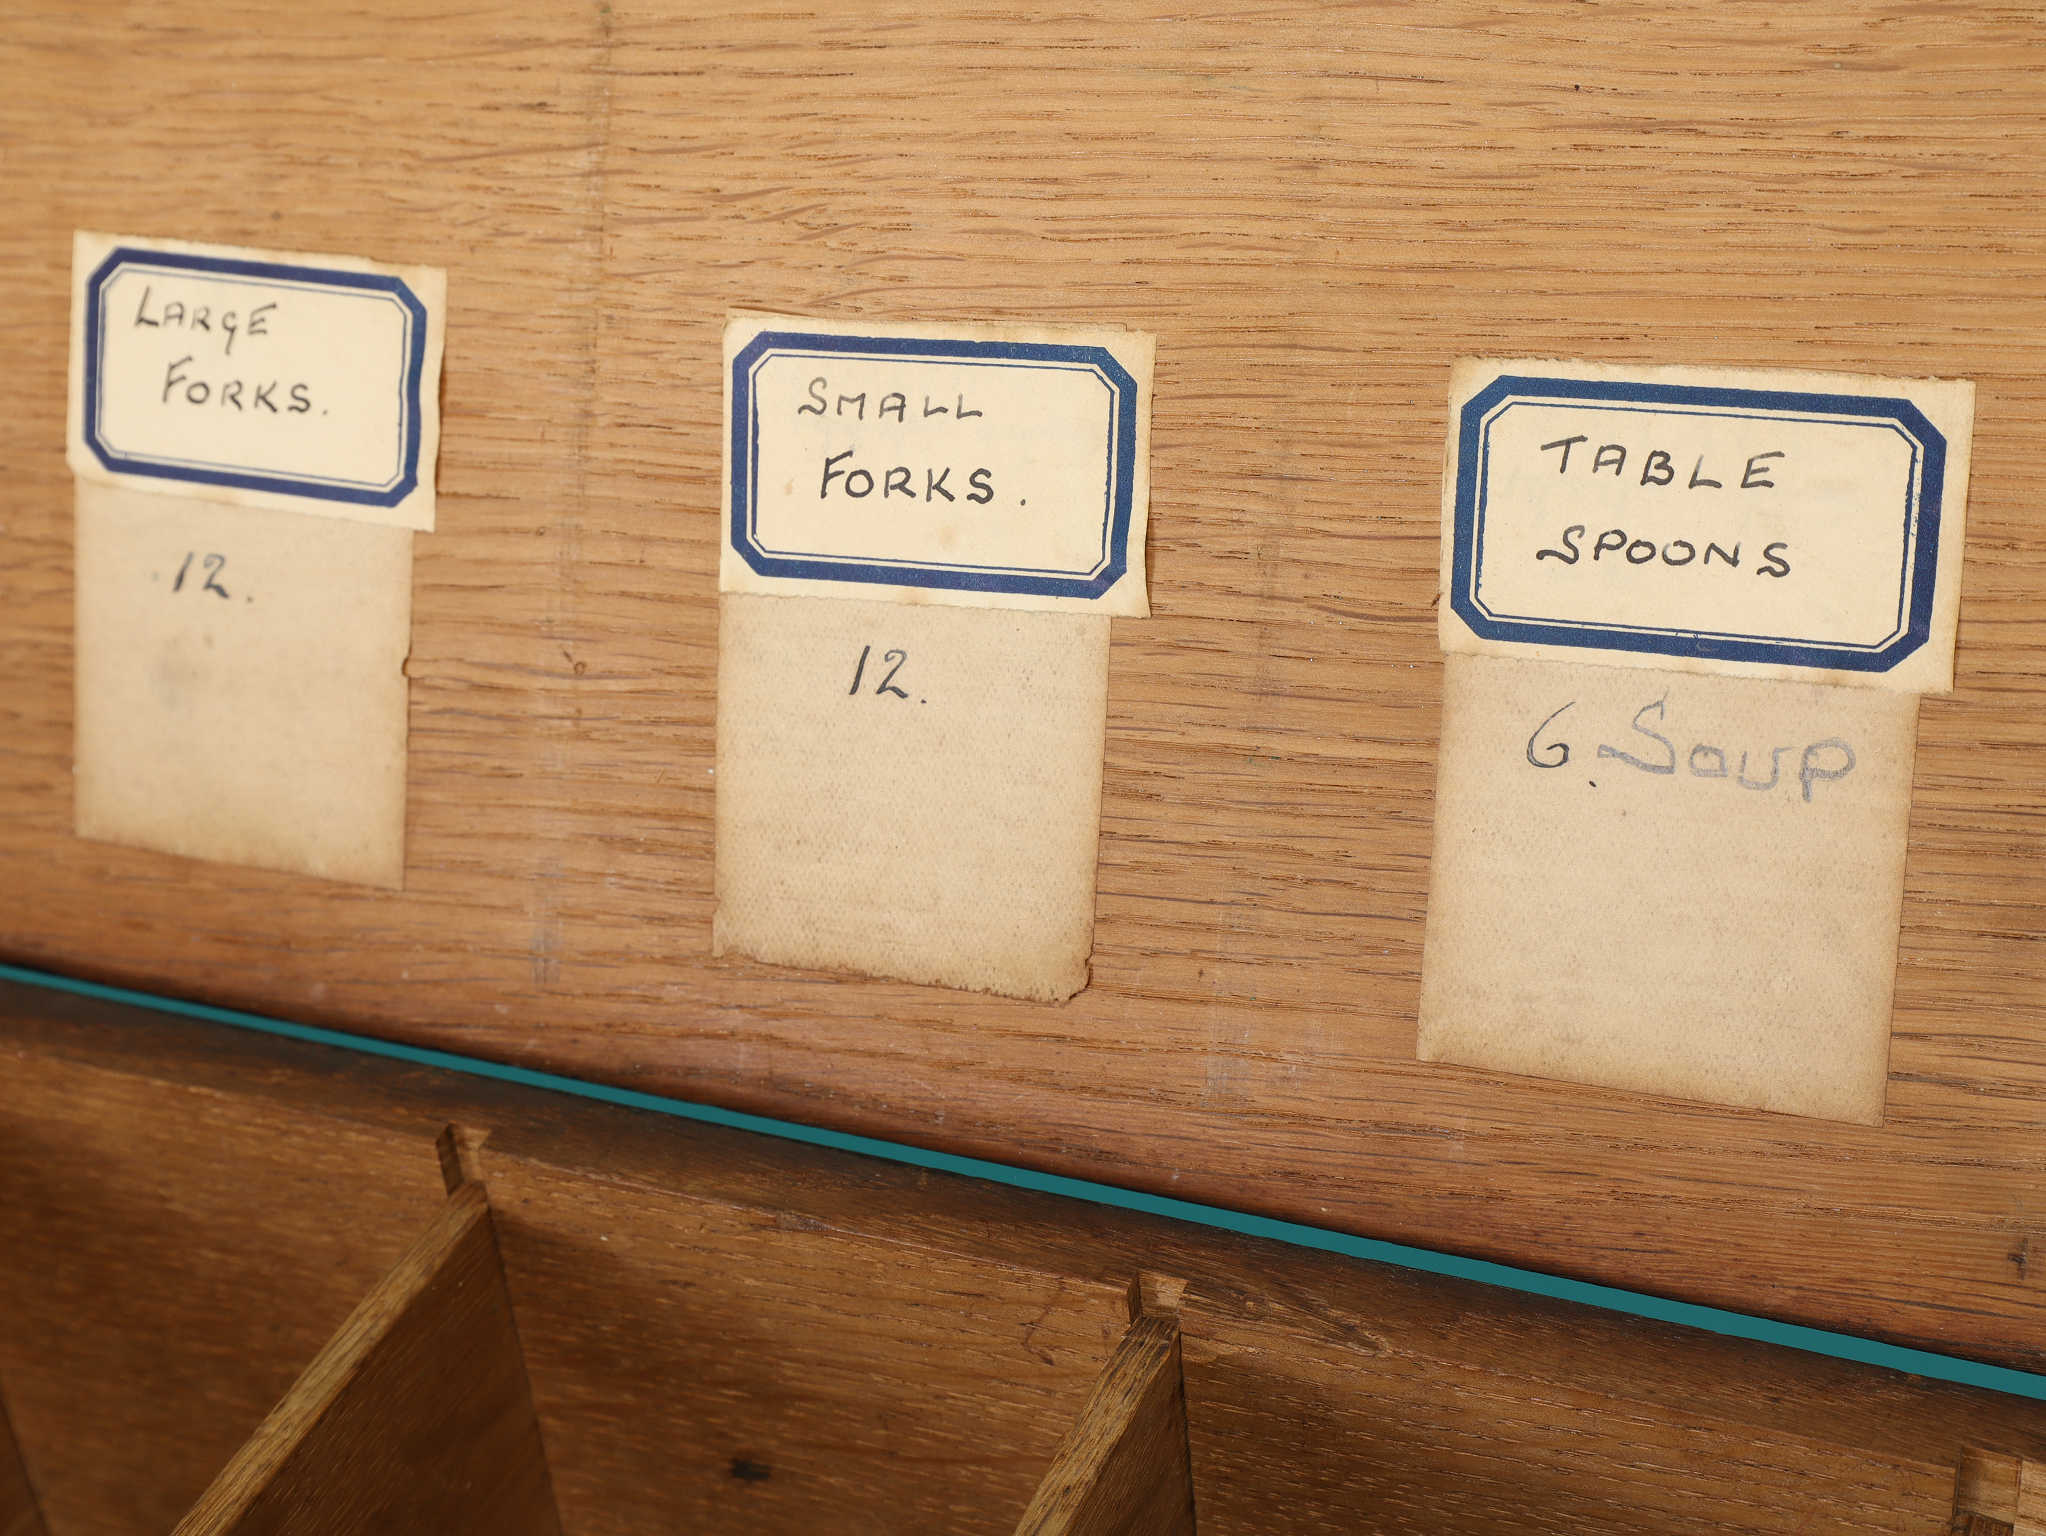 LARGE
FORKS.
12.
SMALL
FORKS.
12.
TABLE
SPOONS
6. Soup